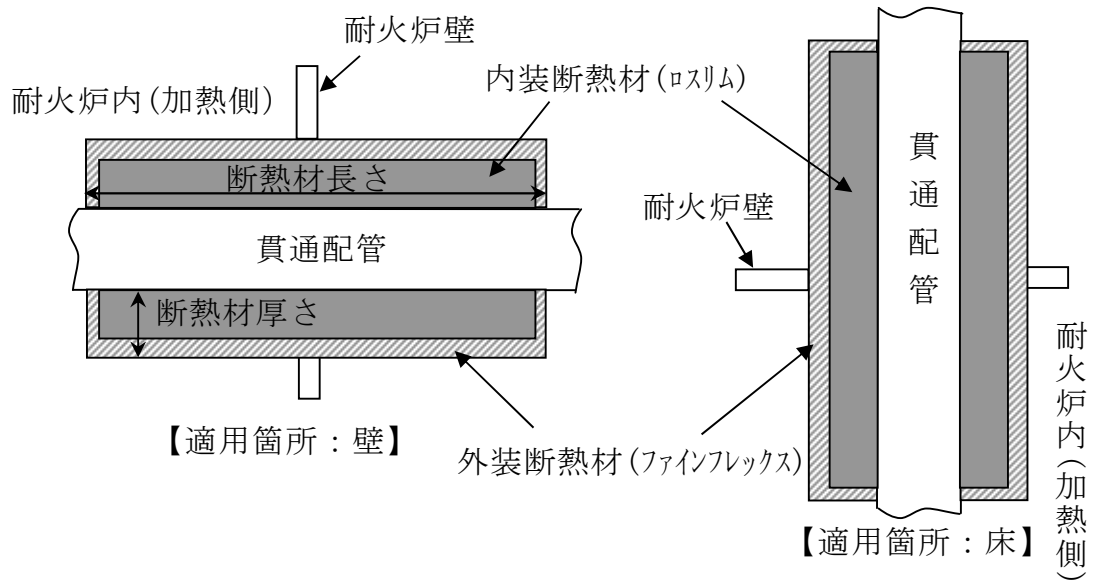 耐火炉壁
耐火炉内(加熱側)
内装断熱材(ﾛｽﾘﾑ)
断熱材長さ
貫通配管
断熱材厚さ
【適用箇所：壁】
外装断熱材(ﾌｧｲﾝﾌﾚｯｸｽ)
貫通配管
耐火炉壁
耐火炉内(加熱側)
【適用箇所：床】